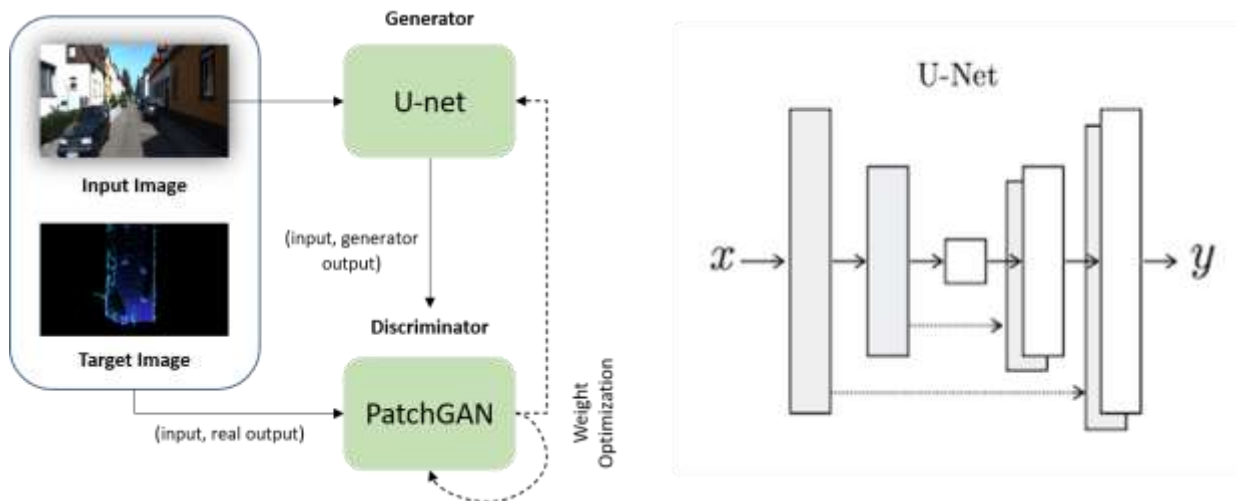 Generator
U-net
Input Image
(input, generator
output)
Target Image
Discriminator
PatchGAN
(input, real output)
Weight
Optimization
U-Net
x
y